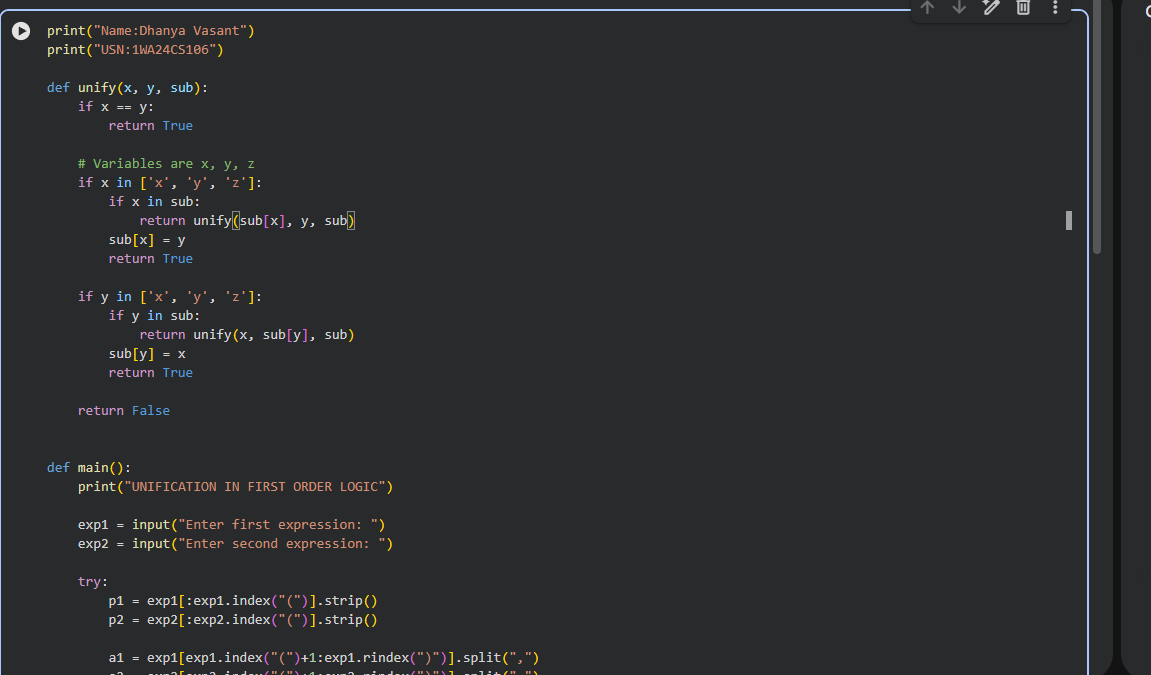 print("Name:Dhanya Vasant")
print("USN:1WA24CS106")
def unify(x, y, sub):
    if x == y:
        return True
    # Variables are x, y, z
    if x in ['x', 'y', 'z']:
        if x in sub:
            return unify(sub[x], y, sub)
        sub[x] = y
        return True
    if y in ['x', 'y', 'z']:
        if y in sub:
            return unify(x, sub[y], sub)
        sub[y] = x
        return True
    return False
def main():
    print("UNIFICATION IN FIRST ORDER LOGIC")
    exp1 = input("Enter first expression: ")
    exp2 = input("Enter second expression: ")
    try:
        p1 = exp1[:exp1.index("(")].strip()
        p2 = exp2[:exp2.index("(")].strip()
        a1 = exp1[exp1.index("(")+1:exp1.rindex(")")].split(",")